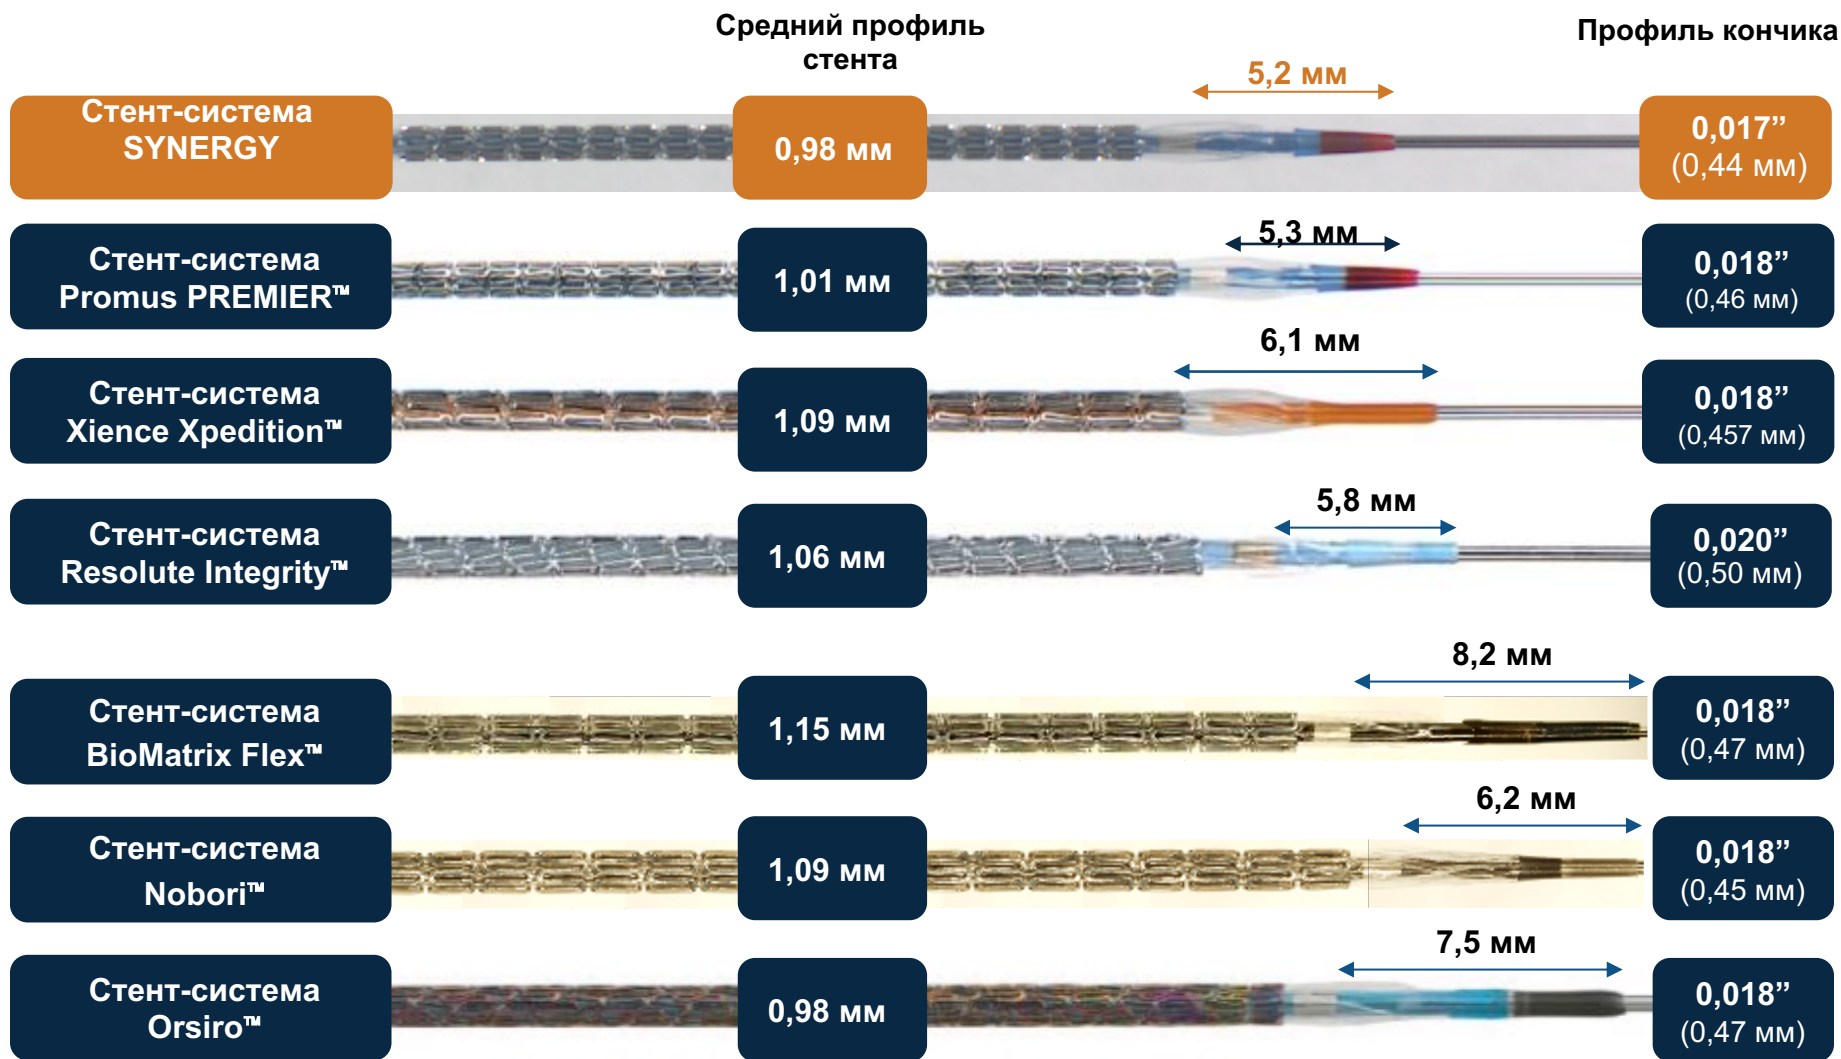 Средний профиль
стента
Профиль кончика
5,2 мм
Стент-система
SYNERGY
0,98 мм
0,017”
(0,44 мм)
5,3 мм
Стент-система
Promus PREMIER™
1,01 мм
0,018”
(0,46 мм)
6,1 мм
Стент-система
Xience Xpedition™
1,09 мм
0,018”
(0,457 мм)
5,8 мм
Стент-система
Resolute Integrity™
1,06 мм
0,020”
(0,50 мм)
8,2 мм
Стент-система
BioMatrix Flex™
1,15 мм
0,018”
(0,47 мм)
6,2 мм
Стент-система
Nobori™
1,09 мм
0,018”
(0,45 мм)
7,5 мм
Стент-система
Orsiro™
0,98 мм
0,018”
(0,47 мм)